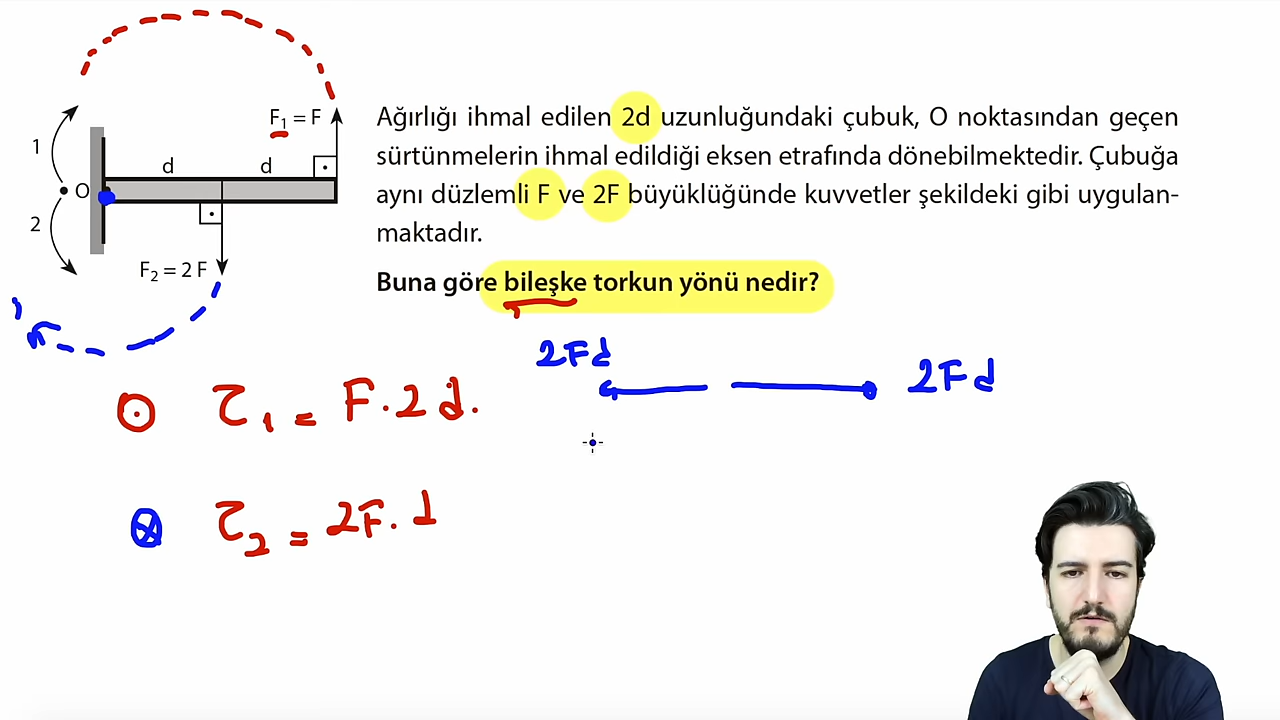 F₁ = F
1
d
d
O
2
F₂ = 2 F
Ağırlığı ihmal edilen 2d uzunluğundaki çubuk, O noktasından geçen
sürtünmelerin ihmal edildiği eksen etrafında dönebilmektedir. Çubuğa
aynı düzlemli F ve 2F büyüklüğünde kuvvetler şekildeki gibi uygulan-
maktadır.
Buna göre bileşke torkun yönü nedir?
2Fd
2Fd
τ₁ = F.2d.
τ₂ = 2F.d